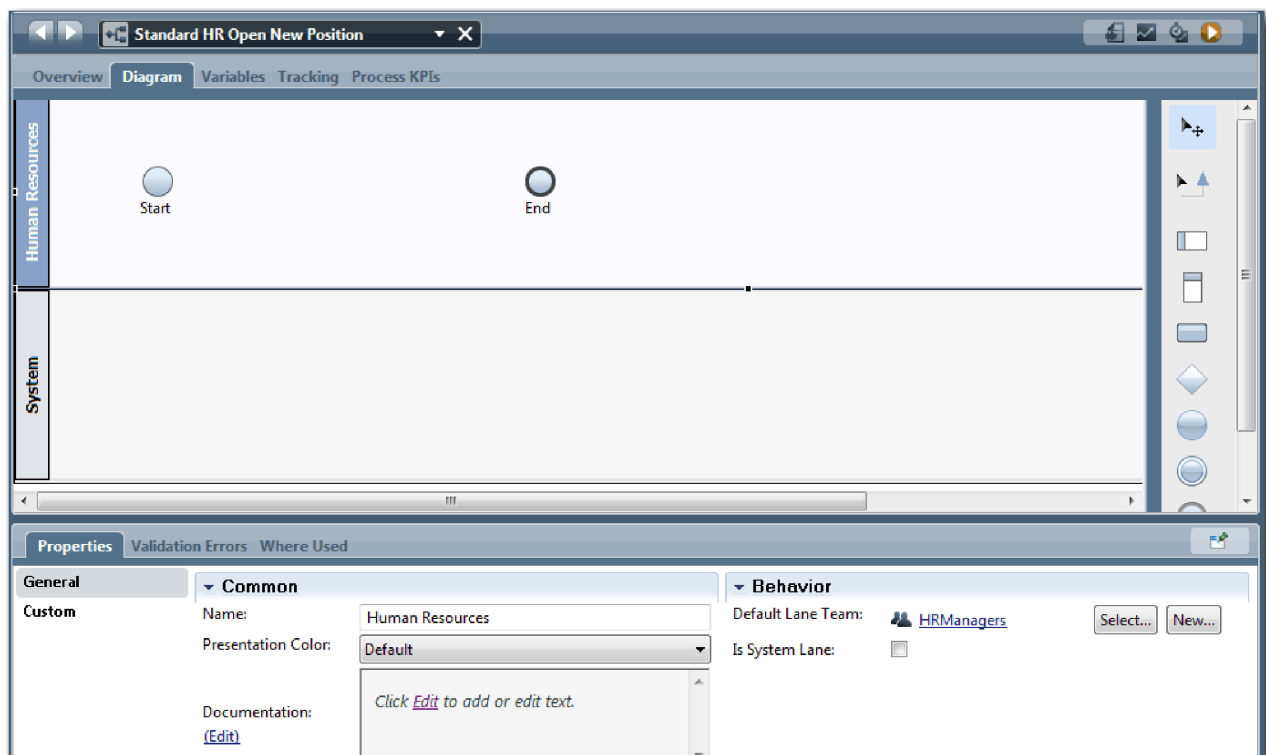 Standard HR Open New Position
Overview Diagram Variables Tracking Process KPIs
Human Resources
Start
End
System
Properties Validation Errors Where Used
General
Custom
Common
Name: Human Resources
Presentation Color: Default
Documentation:
(Edit)
Click Edit to add or edit text.
Behavior
Default Lane Team: HRManagers Select... New...
Is System Lane: